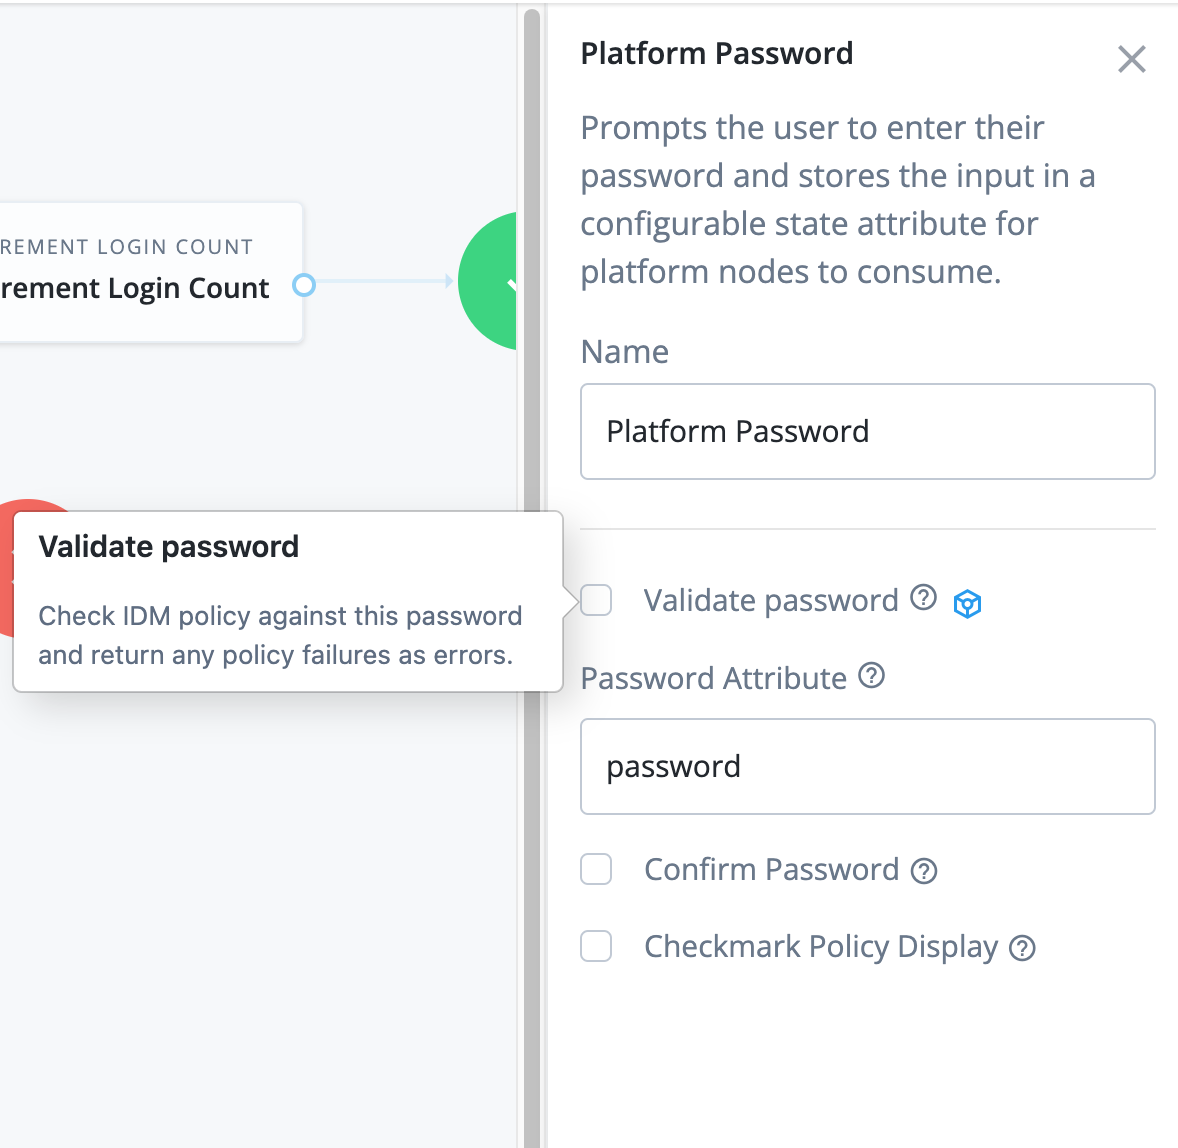 Platform Password
Prompts the user to enter their
password and stores the input in a
configurable state attribute for
platform nodes to consume.
REMENT LOGIN COUNT
rement Login Count
Name
Platform Password
Validate password
Check IDM policy against this password
and return any policy failures as errors.
Validate password
Password Attribute
password
Confirm Password
Checkmark Policy Display